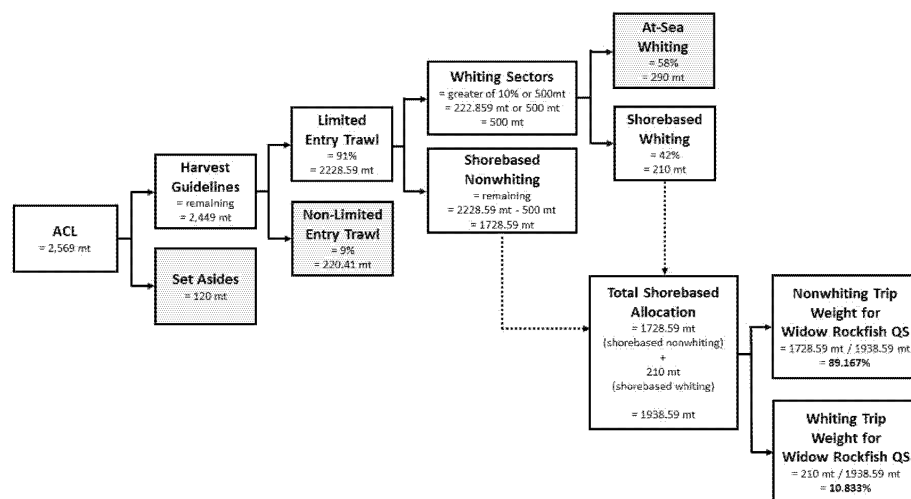 ACL
= 2,569 mt
Harvest
Guidelines
= remaining
= 2,449 mt
Set Asides
= 120 mt
Limited
Entry Trawl
= 91%
= 2228.59 mt
Non-Limited
Entry Trawl
= 9%
= 220.41 mt
Whiting Sectors
= greater of 10% or 500mt
= 222.859 mt or 500 mt
= 500 mt
Shorebased
Nonwhiting
= remaining
= 2228.59 mt - 500 mt
= 1728.59 mt
At-Sea
Whiting
= 58%
= 290 mt
Shorebased
Whiting
= 42%
= 210 mt
Total Shorebased
Allocation
= 1728.59 mt
(shorebased nonwhiting)
+
210 mt
(shorebased whiting)
= 1938.59 mt
Nonwhiting Trip
Weight for
Widow Rockfish QS
= 1728.59 mt / 1938.59 mt
= 89.167%
Whiting Trip
Weight for
Widow Rockfish QS
= 210 mt / 1938.59 mt
= 10.833%